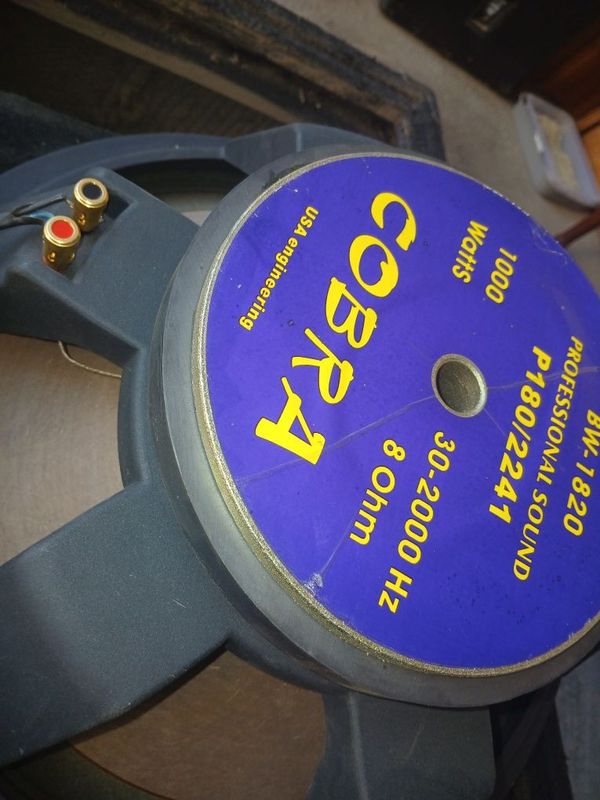 COBRA
USA engineering
1000
Watts
8 Ohm
30-2000 Hz
P180/2241
PROFESSIONAL SOUND
BW-1820